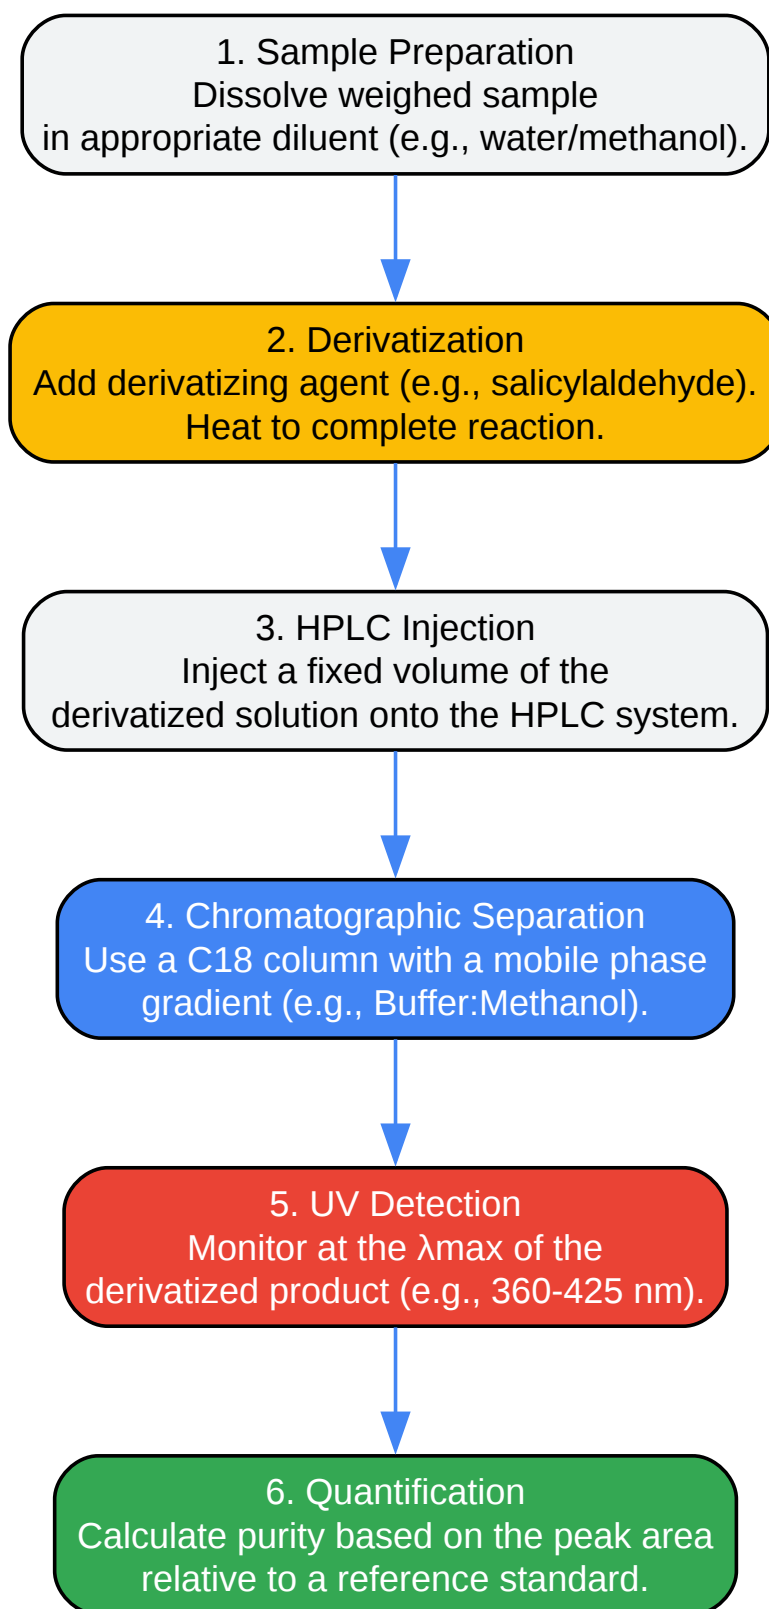 1. Sample Preparation
Dissolve weighed sample
in appropriate diluent (e.g., water/methanol).
2. Derivatization
Add derivatizing agent (e.g., salicylaldehyde).
Heat to complete reaction.
3. HPLC Injection
Inject a fixed volume of the
derivatized solution onto the HPLC system.
4. Chromatographic Separation
Use a C18 column with a mobile phase
gradient (e.g., Buffer:Methanol).
5. UV Detection
Monitor at the λmax of the
derivatized product (e.g., 360-425 nm).
6. Quantification
Calculate purity based on the peak area
relative to a reference standard.